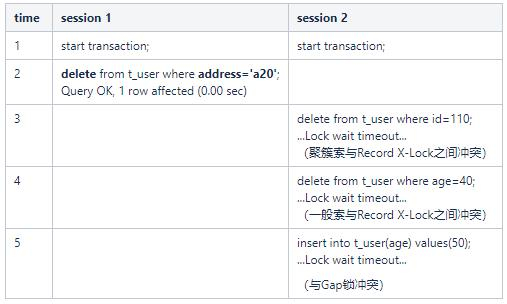 time session 1 session 2
1 start transaction; start transaction;
2 delete from t_user where address='a20';
Query OK, 1 row affected (0.00 sec)
3 delete from t_user where id=110;
...Lock wait timeout...
（聚簇索与Record X-Lock之间冲突）
4 delete from t_user where age=40;
...Lock wait timeout...
（一般索与Record X-Lock之间冲突）
5 insert into t_user(age) values(50);
...Lock wait timeout...
（与Gap锁冲突）